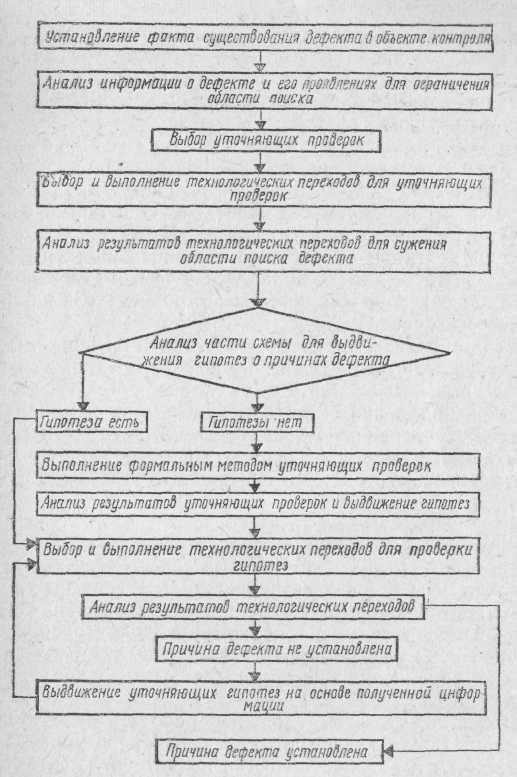 Установление факта существования дефекта в объекте контроля
Анализ информации о дефекте и его проявлениях для ограничения
области поиска
Выбор уточняющих проверок
Выбор и выполнение технологических переходов для уточняющих
проверок
Анализ результатов технологических переходов для сужения
области поиска дефекта
Анализ части схемы для выдви-
жения гипотез о причинах дефекта
Гипотеза есть
Гипотезы нет
Выполнение формальным методом уточняющих проверок
Анализ результатов уточняющих проверок и выдвижение гипотез
Выбор и выполнение технологических переходов для проверки
гипотез
Анализ результатов технологических переходов
Причина дефекта не установлена
Выдвижение уточняющих гипотез на основе полученной инфор-
мации
Причина дефекта установлена